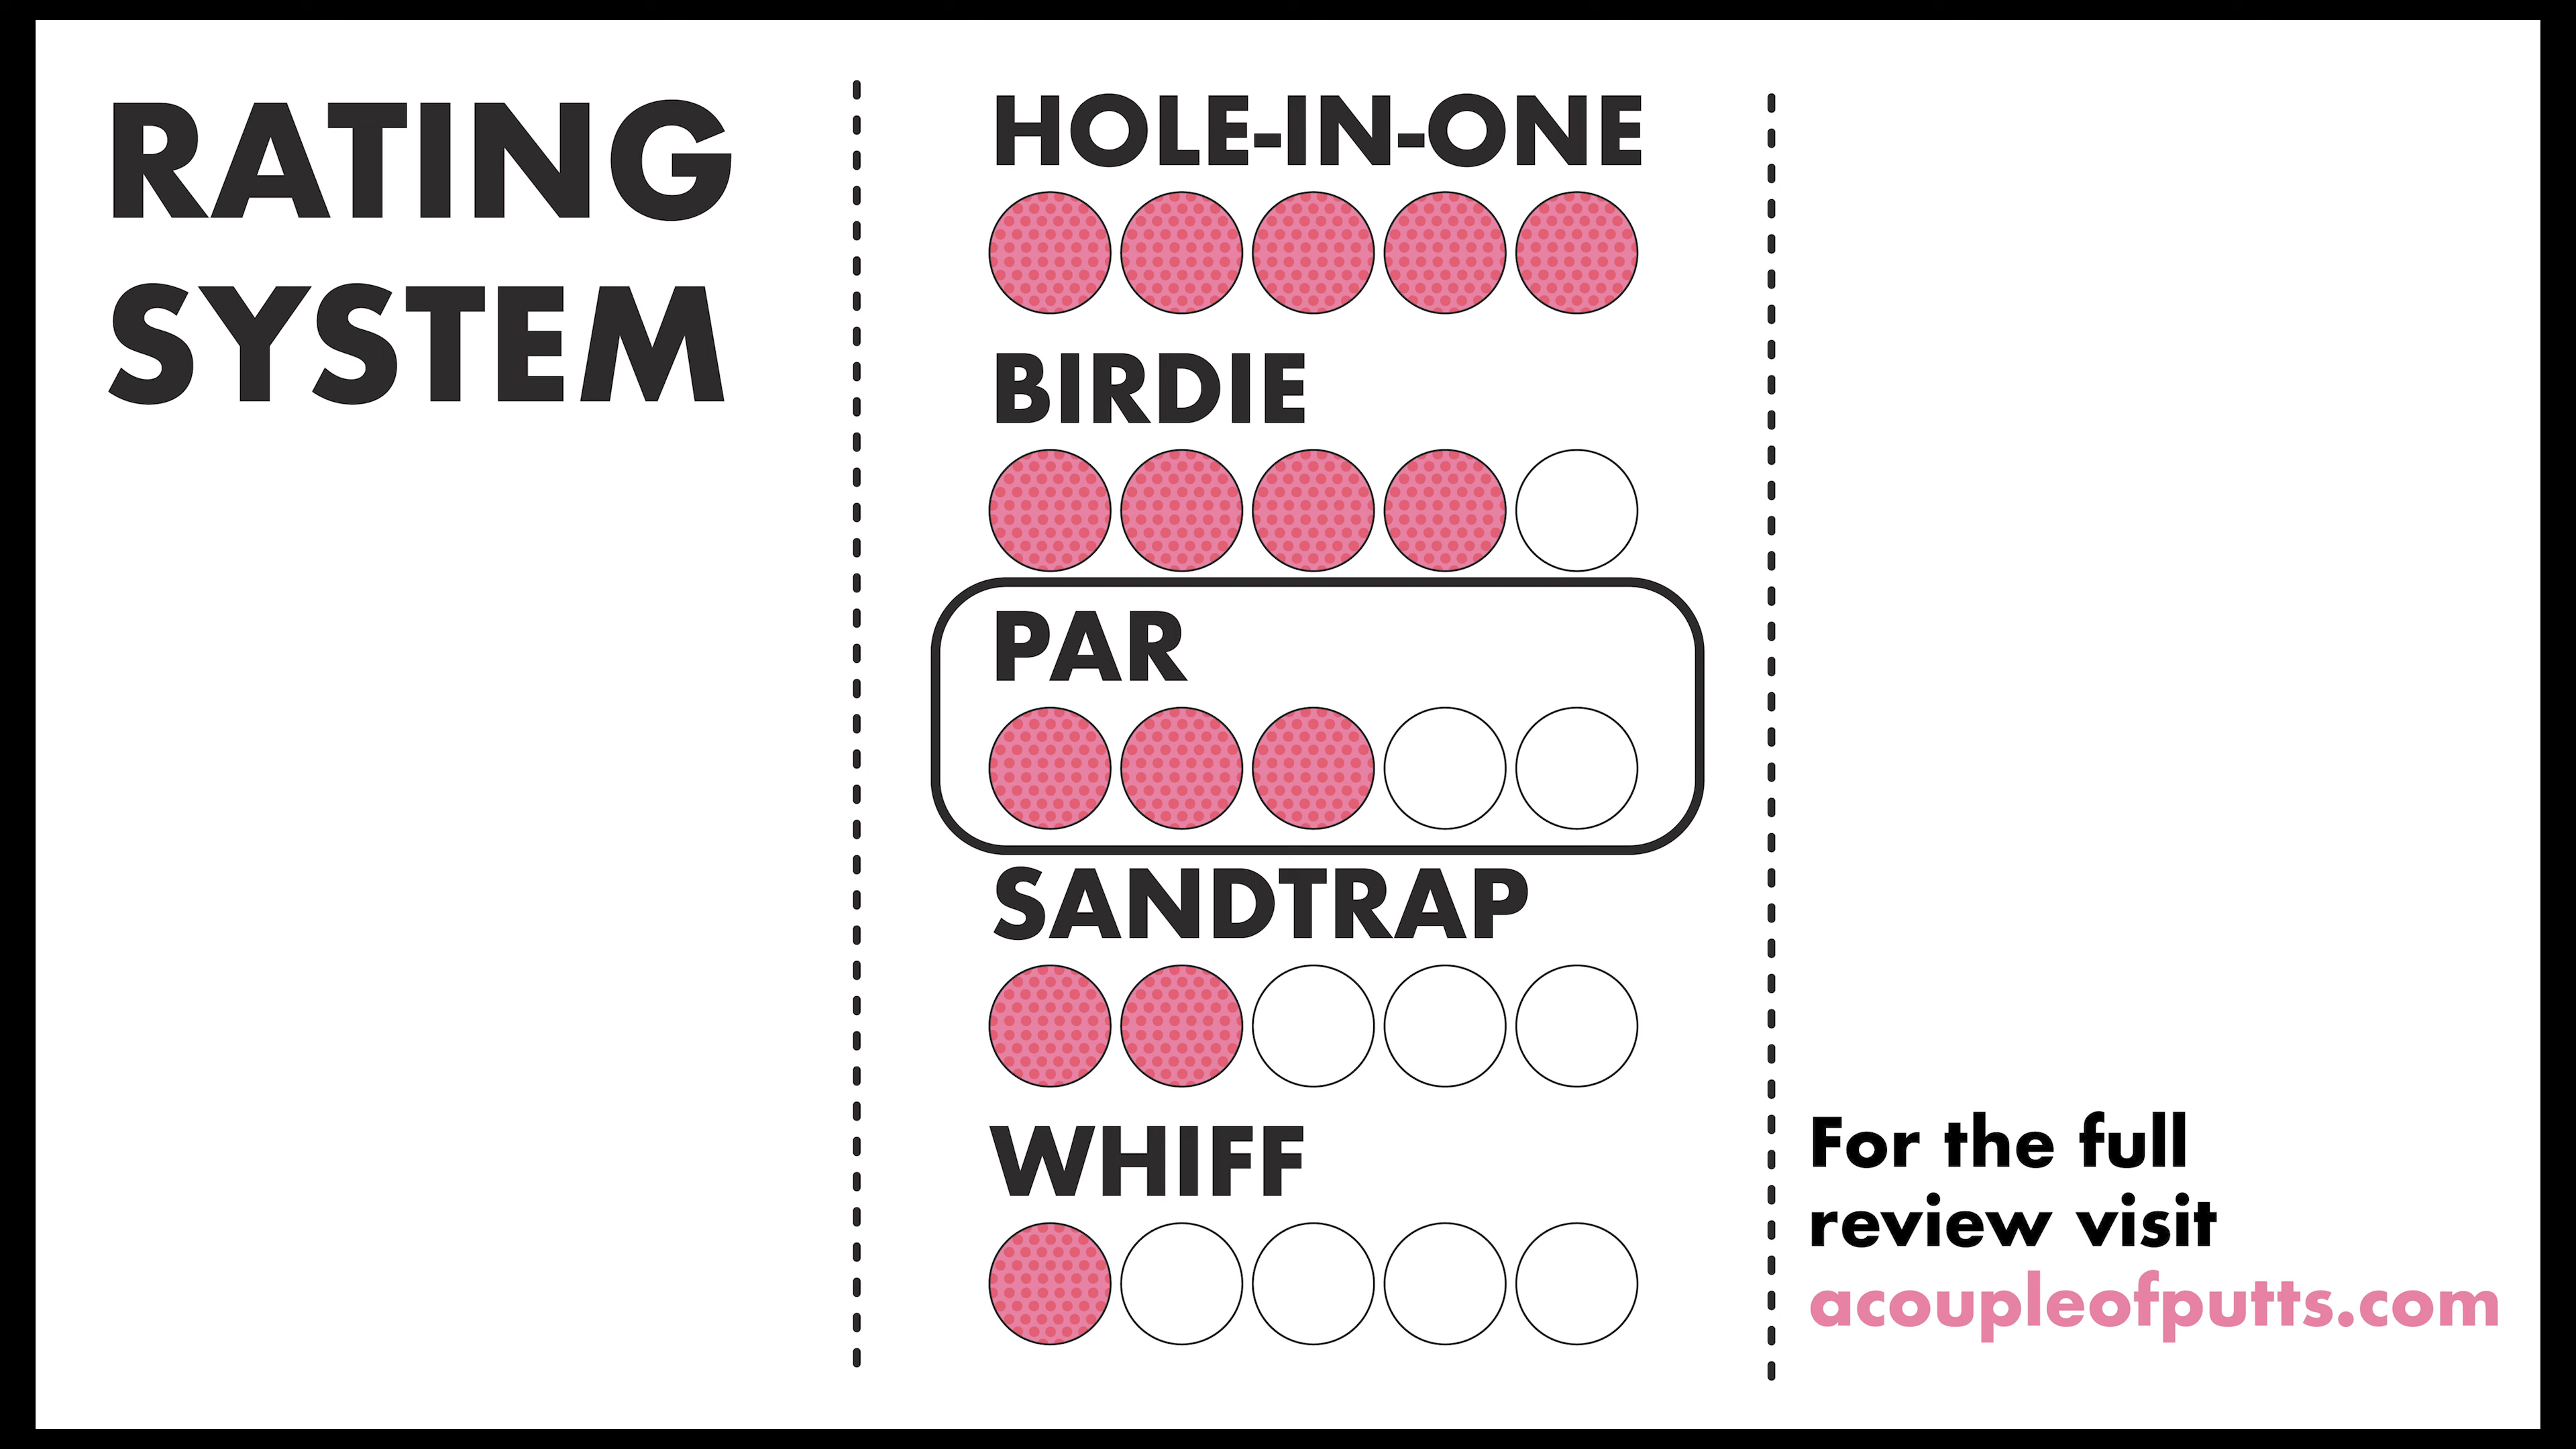 RATING
SYSTEM
HOLE-IN-ONE
BIRDIE
PAR
SANDTRAP
WHIFF
For the full
review visit
acoupleofputts.com